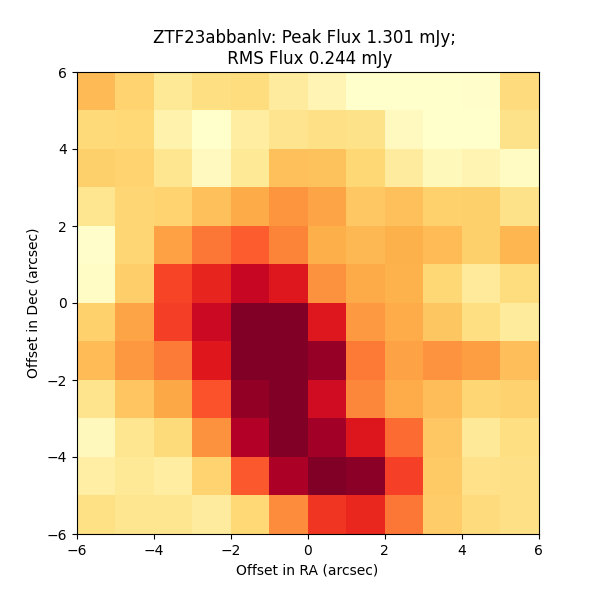 ZTF23abbanlv: Peak Flux 1.301 mJy;
RMS Flux 0.244 mJy
6
4
2
0
−2
−4
−6
Offset in Dec (arcsec)
−6 −4 −2 0 2 4 6
Offset in RA (arcsec)